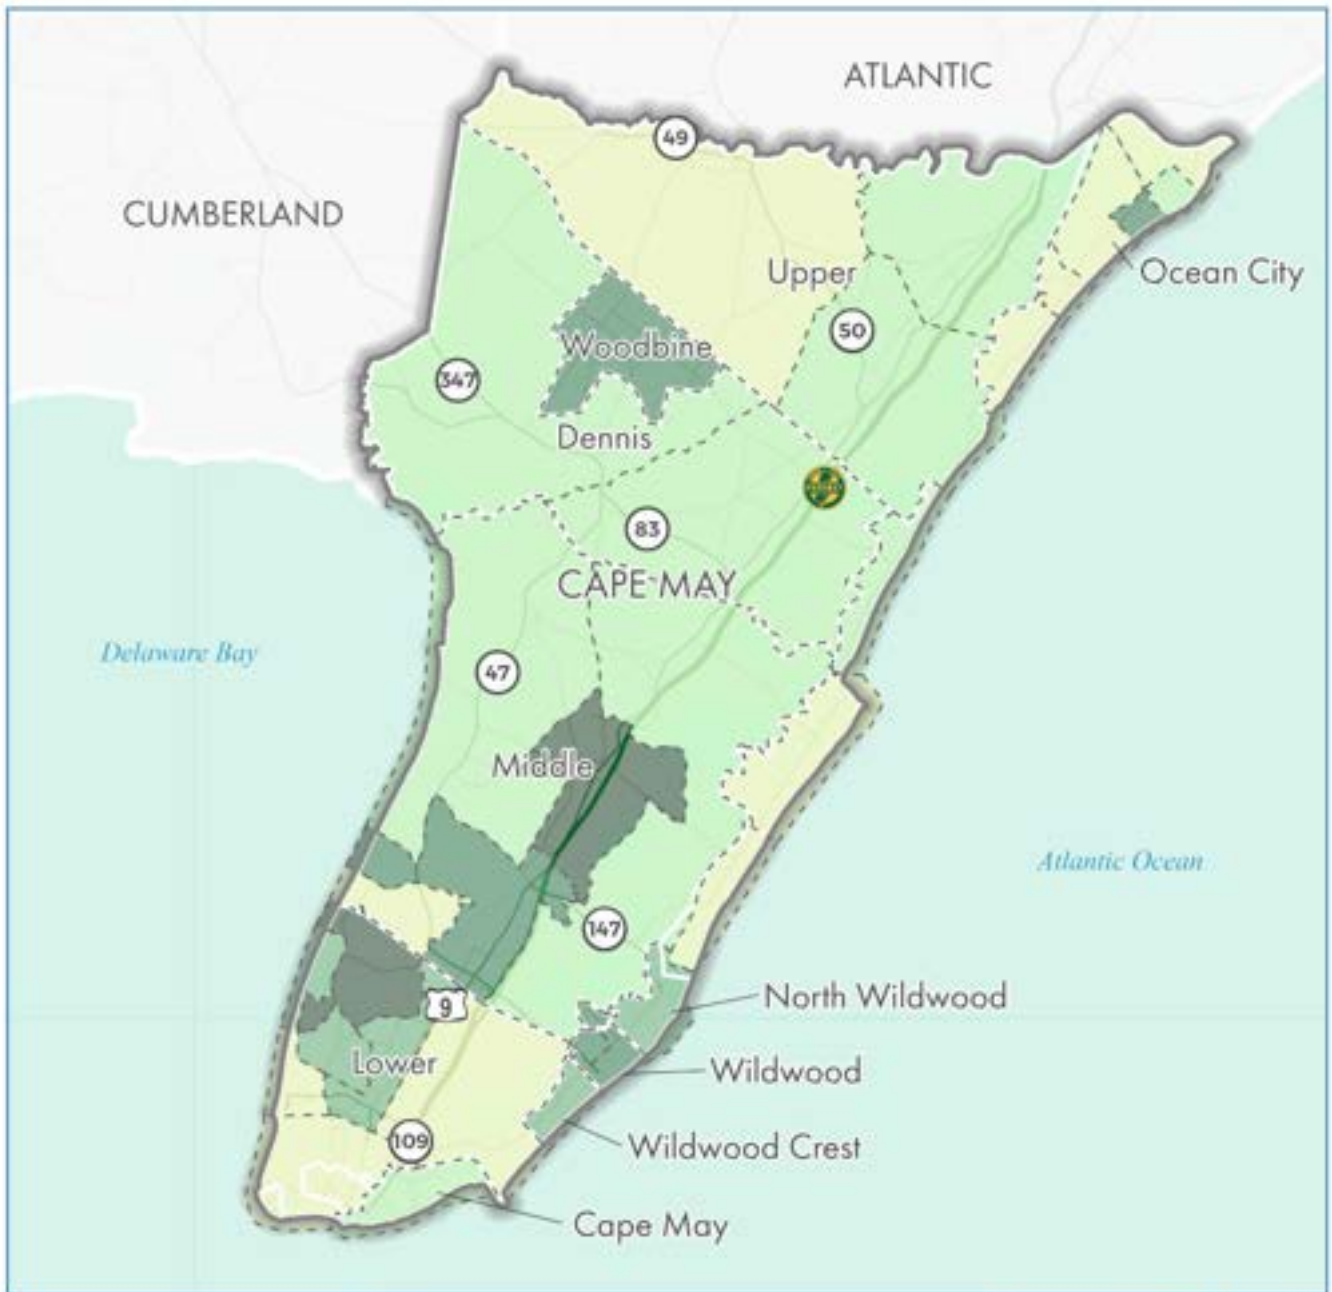 ATLANTIC
49
CUMBERLAND
Upper
Ocean City
50
Woodbine
347
Dennis
83
CAPE MAY
Delaware Bay
47
Middle
Atlantic Ocean
147
North Wildwood
9
Lower
Wildwood
109
Wildwood Crest
Cape May